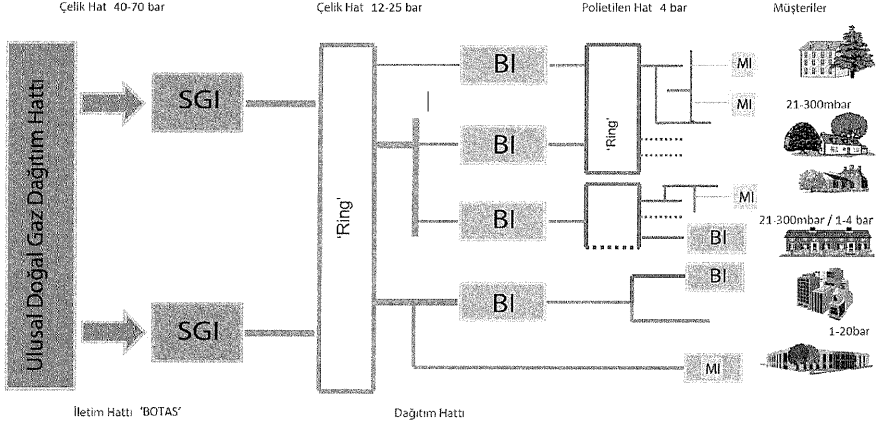 Çelik Hat 40-70 bar
Çelik Hat 12-25 bar
Polietilen Hat 4 bar
Müşteriler
Ulusal Doğal Gaz Dağıtım Hattı
SGI
SGI
'Ring'
BI
BI
BI
BI
'Ring'
MI
MI
MI
BI
BI
MI
21-300mbar
21-300mbar / 1-4 bar
1-20bar
İletim Hattı 'BOTAS'
Dağıtım Hattı